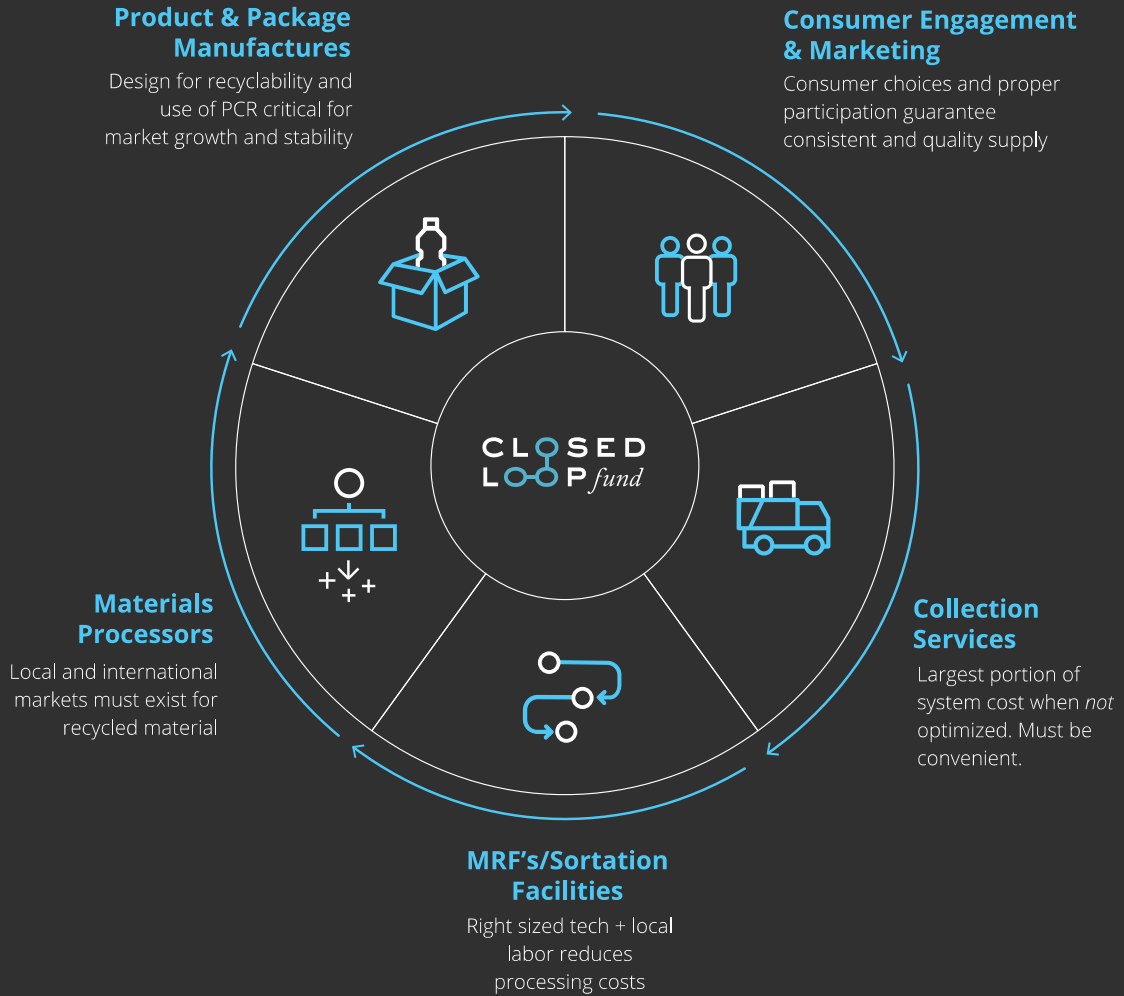 Product & Package
Manufactures
Design for recyclability and
use of PCR critical for
market growth and stability
Consumer Engagement
& Marketing
Consumer choices and proper
participation guarantee
consistent and quality supply
CLOSED
LOOP fund
Collection
Services
Largest portion of
system cost when not
optimized. Must be
convenient.
MRF’s/Sortation
Facilities
Right sized tech + local
labor reduces
processing costs
Materials
Processors
Local and international
markets must exist for
recycled material